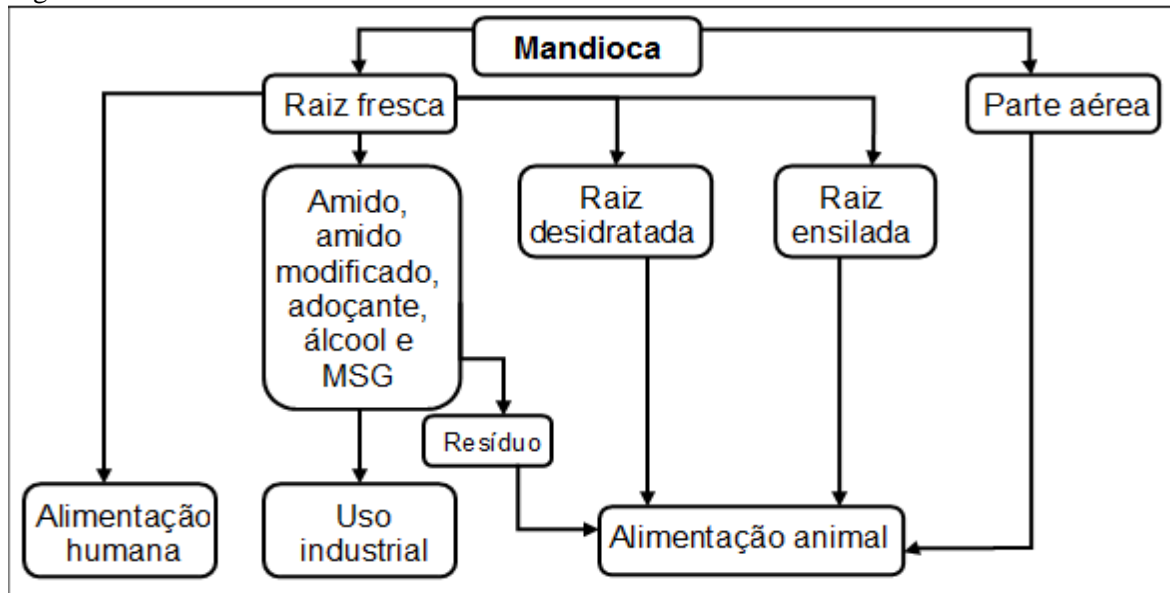 Mandioca
Raiz fresca
Parte aérea
Amido,
amido
modificado,
adoçante,
álcool e
MSG
Raiz
desidratada
Raiz
ensilada
Resíduo
Alimentação
humana
Uso
industrial
Alimentação animal